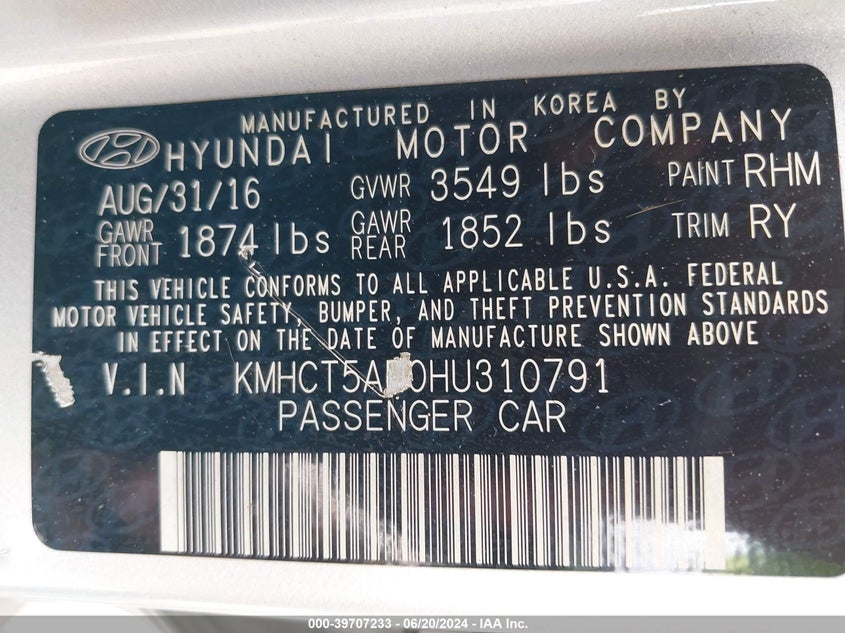 MANUFACTURED IN KOREA BY
HYUNDAI MOTOR COMPANY
AUG/31/16 GVWR 3549 lbs PAINT RHM
GAWR FRONT 1874 lbs GAWR REAR 1852 lbs TRIM RY
THIS VEHICLE CONFORMS TO ALL APPLICABLE U.S.A. FEDERAL
MOTOR VEHICLE SAFETY, BUMPER, AND THEFT PREVENTION STANDARDS
IN EFFECT ON THE DATE OF MANUFACTURE SHOWN ABOVE
V.I.N
PASSENGER CAR
000-39707233 - 06/20/2024 - IAA Inc.